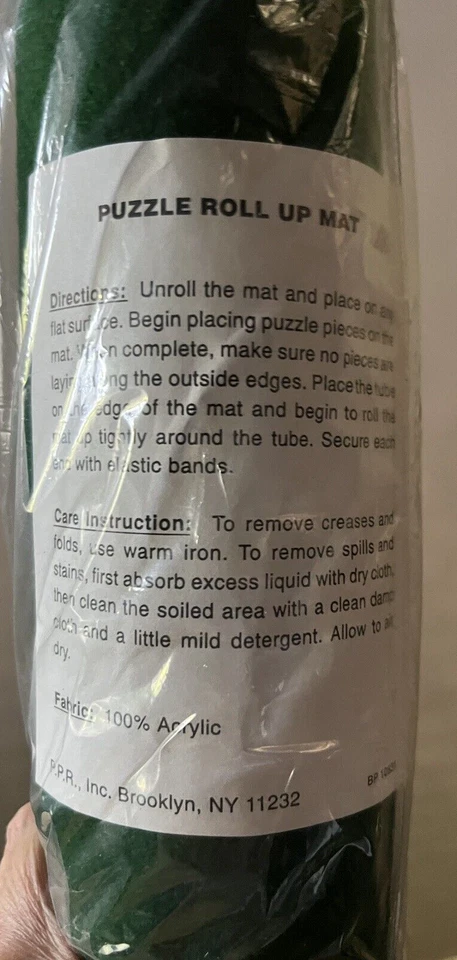 PUZZLE ROLL UP MAT
Directions: Unroll the mat and place on any
flat surface. Begin placing puzzle pieces on the
mat. When complete, make sure no pieces are
laying along the outside edges. Place the tube
on the edge of the mat and begin to roll the
mat up tightly around the tube. Secure each
end with elastic bands.
Care Instruction: To remove creases and
folds, use warm iron. To remove spills and
stains, first absorb excess liquid with dry cloth,
then clean the soiled area with a clean damp
cloth and a little mild detergent. Allow to air
dry.
Fabric: 100% Acrylic
P.P.R., Inc. Brooklyn, NY 11232
BP